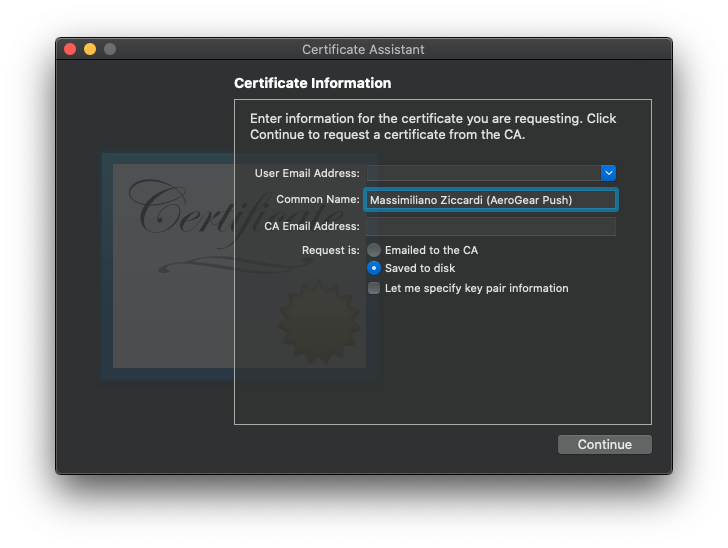 Certificate Assistant
Certificate Information
Enter information for the certificate you are requesting. Click
Continue to request a certificate from the CA.
Certificate
User Email Address:
Common Name: Massimiliano Ziccardi (AeroGear Push)
CA Email Address:
Request is: Emailed to the CA
Saved to disk
Let me specify key pair information
Continue